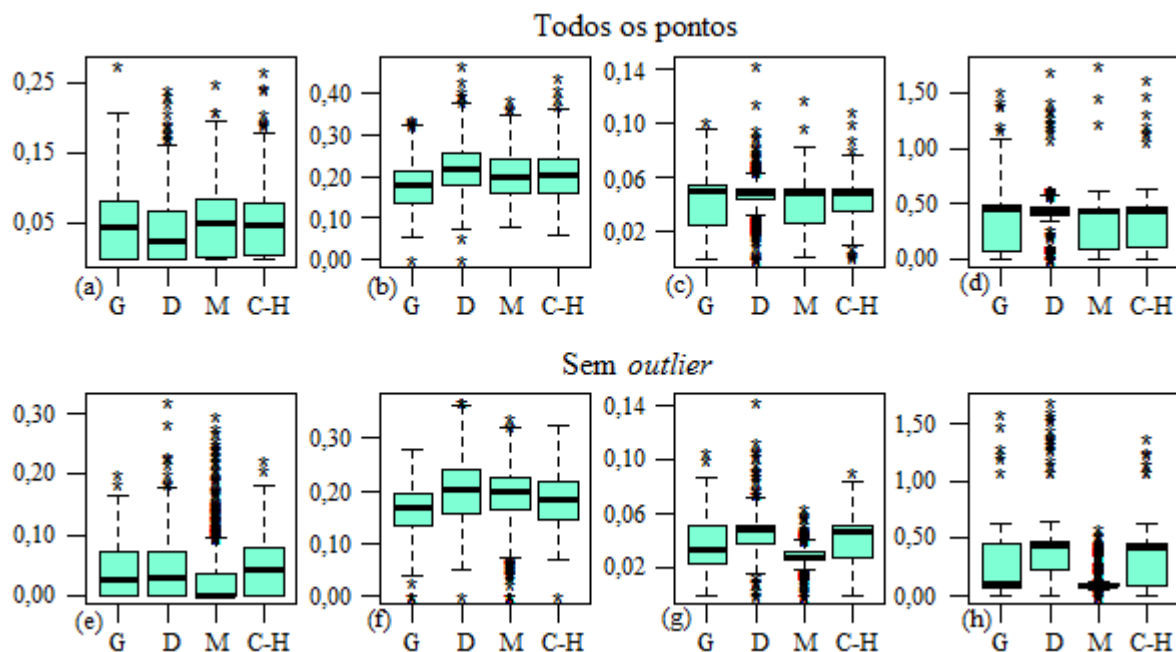 Todos os pontos
0,25
0,15
0,05
(a)
G D M C-H
0,40
0,30
0,20
0,10
0,00
(b)
G D M C-H
0,14
0,10
0,06
0,02
(c)
G D M C-H
1,50
1,00
0,50
0,00
(d)
G D M C-H
Sem outlier
0,30
0,20
0,10
0,00
(e)
G D M C-H
0,30
0,20
0,10
0,00
(f)
G D M C-H
0,14
0,10
0,06
0,02
(g)
G D M C-H
1,50
1,00
0,50
0,00
(h)
G D M C-H